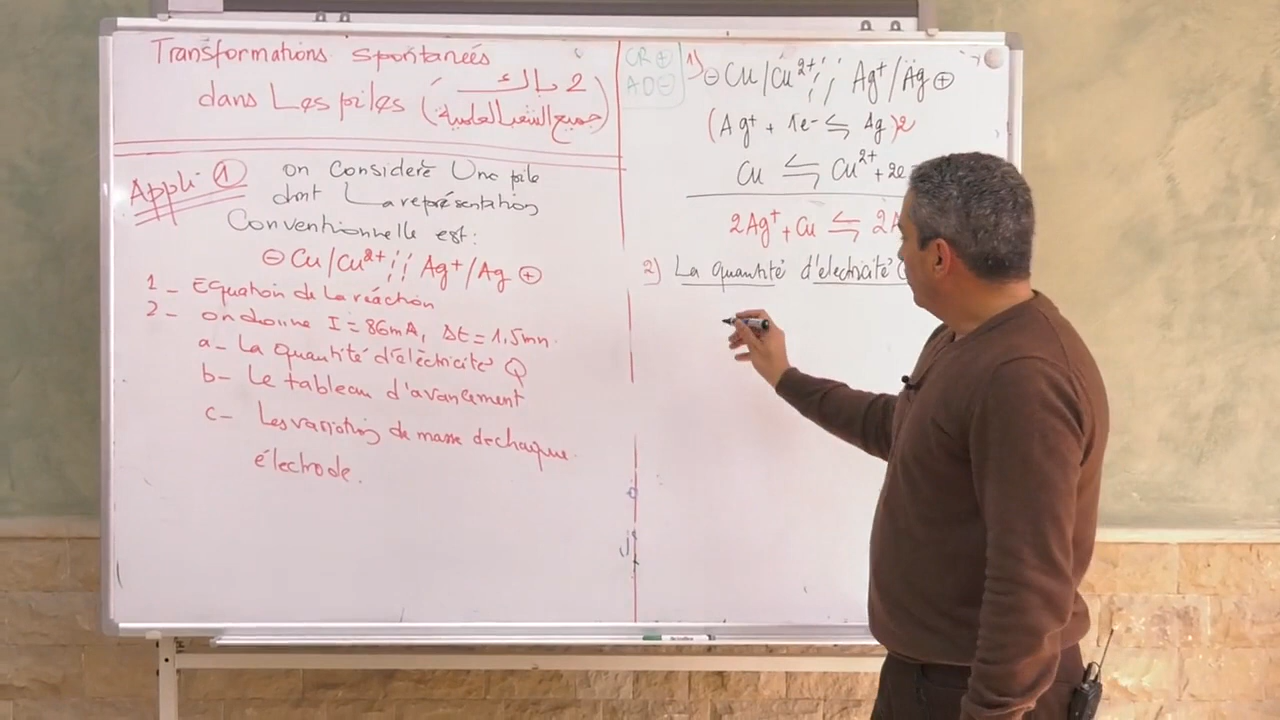 Transformations spontaneés
dans Les piles (2 باك
جميع الشعب العلمية)
Appli ① on Considère Une pile
dont La représentation
Conventionnelle est:
⊖ Cu/Cu2+ ¦¦ Ag+/Ag ⊕
1 - Equation de La réaction
2 - on donne I = 86mA, Δt = 1,5mn.
a - La quantité d'éléctricité Q
b - Le tableau d'avancement
c - Les variations de masse de chaque
électrode.
CR ⊕
AO ⊖
1) ⊖ Cu/Cu2+ ¦¦ Ag+/Ag ⊕
(Ag+ + 1e- ⇆ Ag)2
Cu ⇆ Cu2+ + 2e
2Ag+ + Cu ⇆ 2A
2) La quantité d'électricité (